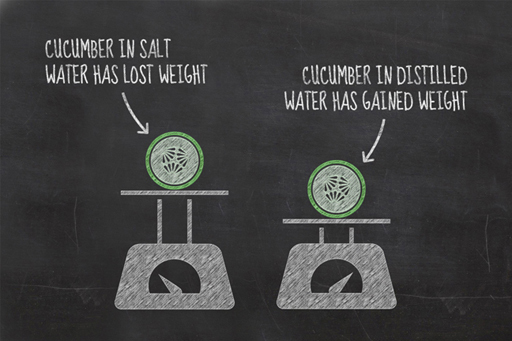 CUCUMBER IN SALT
WATER HAS LOST WEIGHT
CUCUMBER IN DISTILLED
WATER HAS GAINED WEIGHT